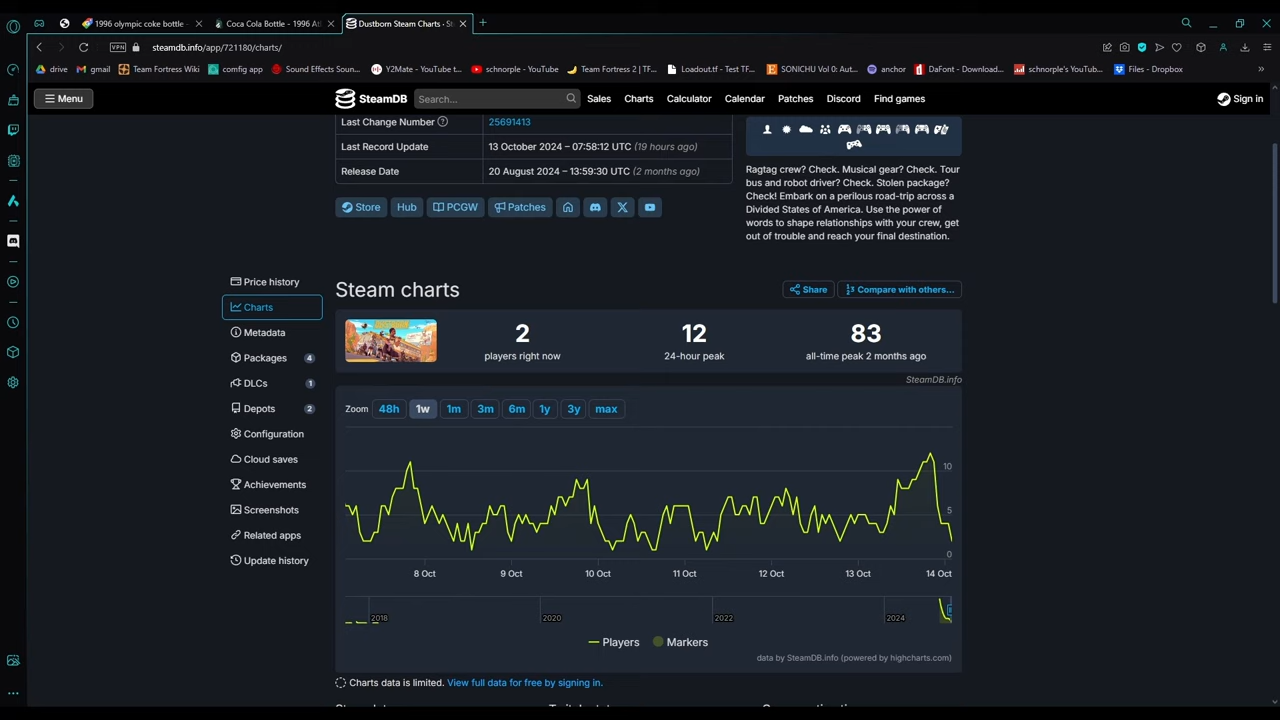 1996 olympic coke bottle -
Coca Cola Bottle - 1996 Atl
Dustborn Steam Charts · St
VPN
steamdb.info/app/721180/charts/
drive
gmail
Team Fortress Wiki
comfig app
Sound Effects Soun...
Y2Mate - YouTube t...
schnorple - YouTube
Team Fortress 2 | TF...
Loadout.tf - Test TF...
SONICHU Vol 0: Aut...
anchor
DaFont - Download...
schnorple's YouTub...
Files - Dropbox
Menu
SteamDB
Search...
Sales
Charts
Calculator
Calendar
Patches
Discord
Find games
Sign in
Last Change Number
25691413
Last Record Update
13 October 2024 – 07:58:12 UTC (19 hours ago)
Release Date
20 August 2024 – 13:59:30 UTC (2 months ago)
Store
Hub
PCGW
Patches
Ragtag crew? Check. Musical gear? Check. Tour
bus and robot driver? Check. Stolen package?
Check! Embark on a perilous road-trip across a
Divided States of America. Use the power of
words to shape relationships with your crew, get
out of trouble and reach your final destination.
Price history
Charts
Metadata
Packages 4
DLCs 1
Depots 2
Configuration
Cloud saves
Achievements
Screenshots
Related apps
Update history
Steam charts
Share
Compare with others...
2
players right now
12
24-hour peak
83
all-time peak 2 months ago
SteamDB.info
Zoom
48h
1w
1m
3m
6m
1y
3y
max
10
5
0
8 Oct
9 Oct
10 Oct
11 Oct
12 Oct
13 Oct
14 Oct
2018
2020
2022
2024
Players
Markers
data by SteamDB.info (powered by highcharts.com)
Charts data is limited. View full data for free by signing in.